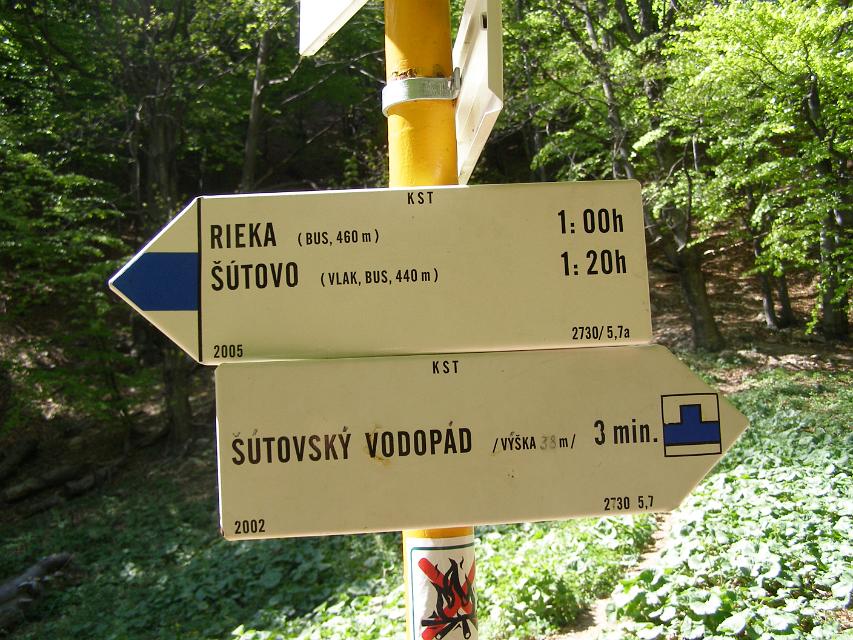 KST
RIEKA (BUS, 460 m) 1:00h
ŠÚTOVO (VLAK, BUS, 440 m) 1:20h
2005 2730/5,7a
KST
ŠÚTOVSKÝ VODOPÁD /VÝŠKA 38m/ 3 min.
2002 2730 5,7